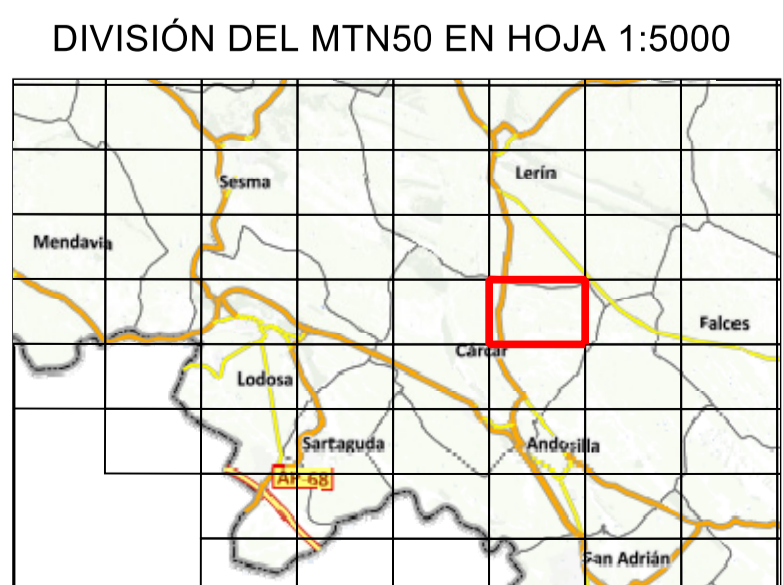 DIVISIÓN DEL MTN50 EN HOJA 1:5000
Lerín
Sesma
Mendavia
Falces
Cárcar
Lodosa
Sartaguda
Andosilla
AP-68
San Adrián